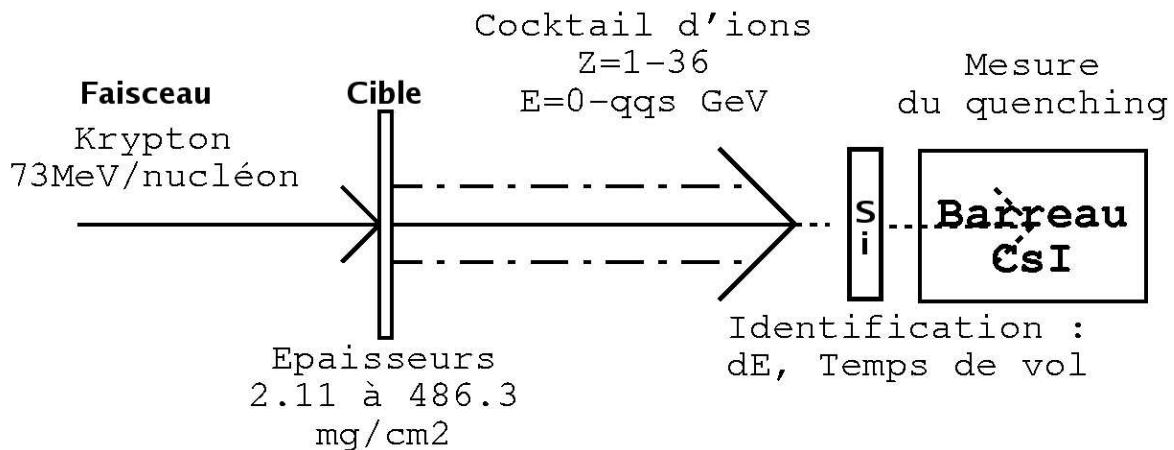 Faisceau
Krypton
73MeV/nucléon
Cible
Epaisseurs
2.11 à 486.3
mg/cm2
Cocktail d'ions
Z=1-36
E=0-qqs GeV
Si
Identification :
dE, Temps de vol
Mesure
du quenching
Barreau
CsI